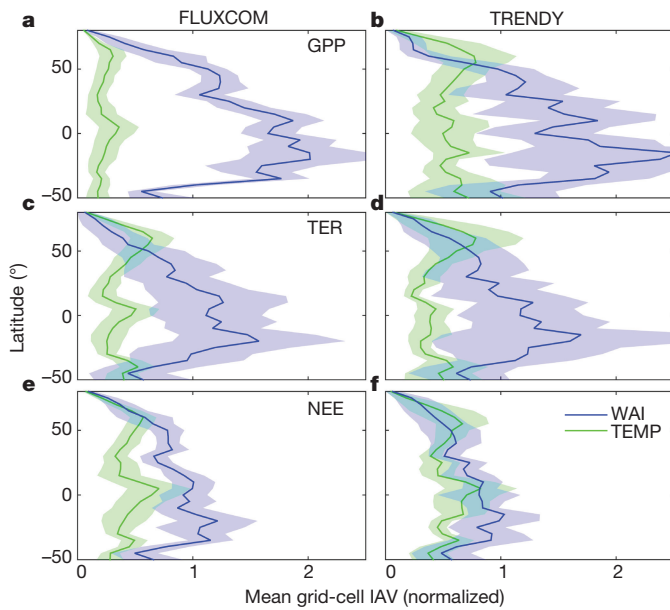 FLUXCOM TRENDY
a b
GPP
50
0
−50
c d
TER
50
0
−50
e f
NEE
WAI
TEMP
50
0
−50
0 1 2 0 1 2
Latitude (°)
Mean grid-cell IAV (normalized)